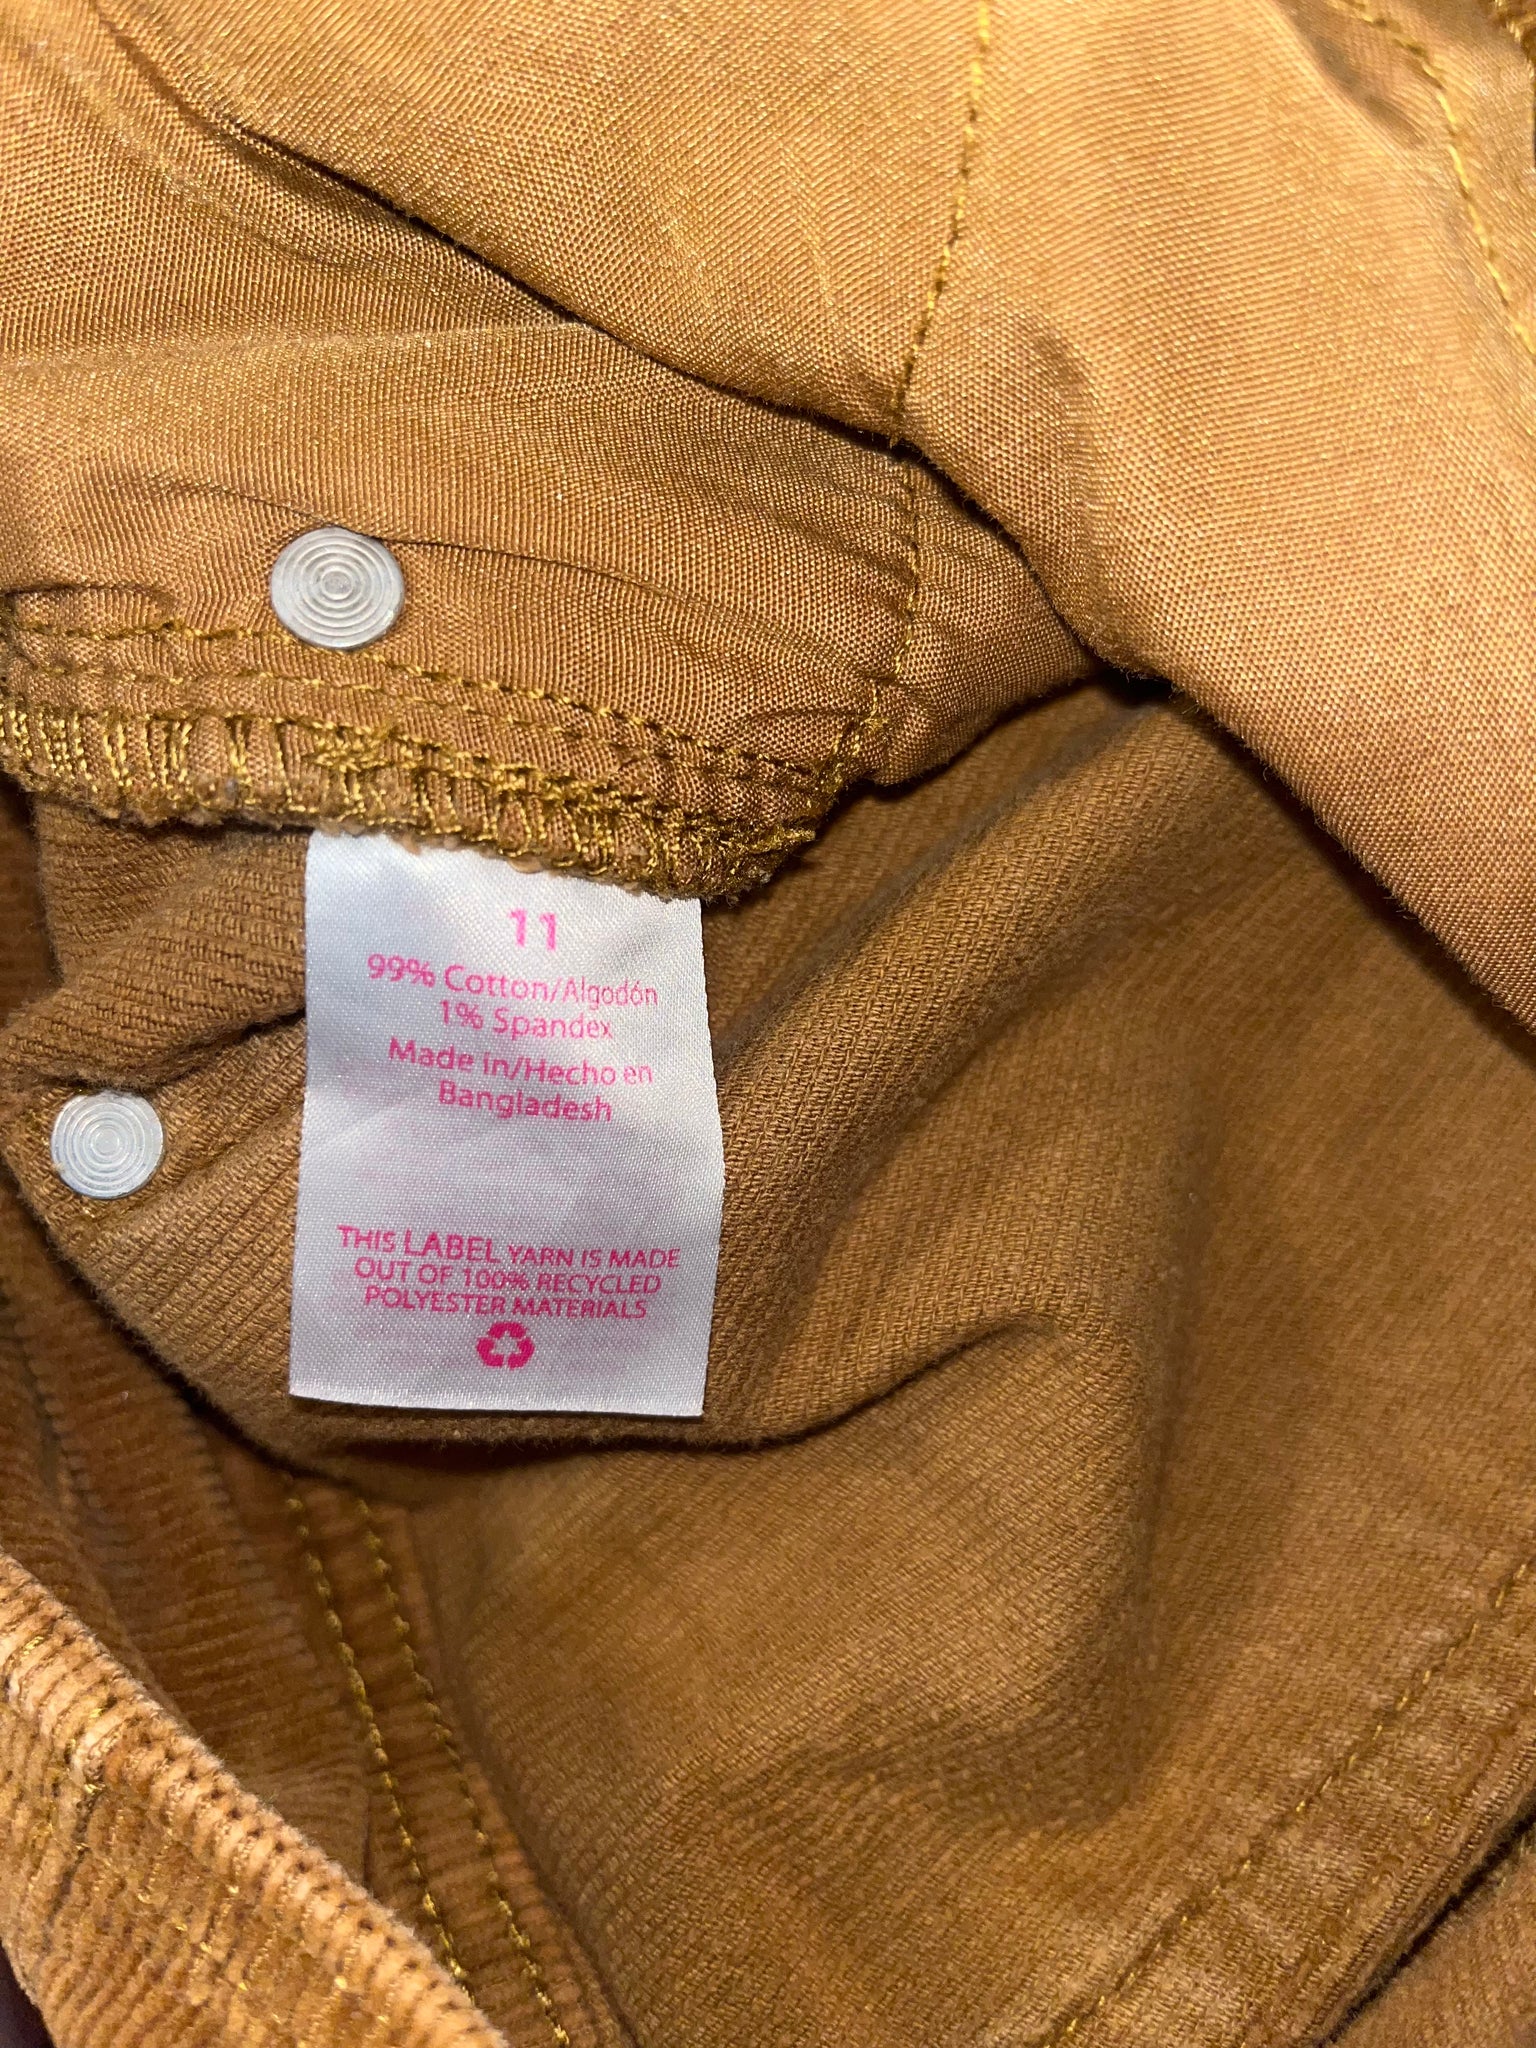 11
99% Cotton/Algodón
1% Spandex
Made in/Hecho en
Bangladesh
THIS LABEL YARN IS MADE
OUT OF 100% RECYCLED
POLYESTER MATERIALS